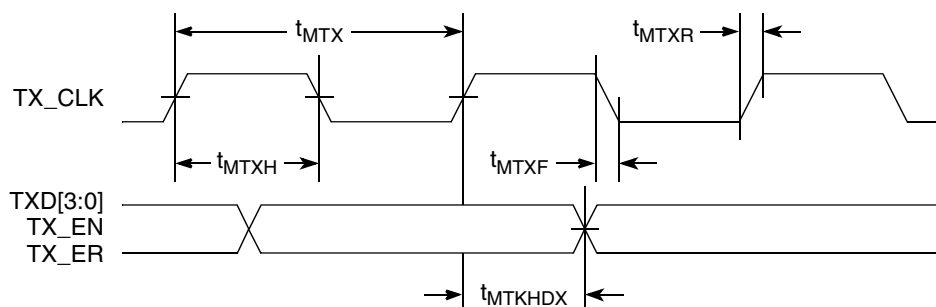 tMTX
tMTXR
TX_CLK
tMTXH
tMTXF
TXD[3:0]
TX_EN
TX_ER
tMTKHDX